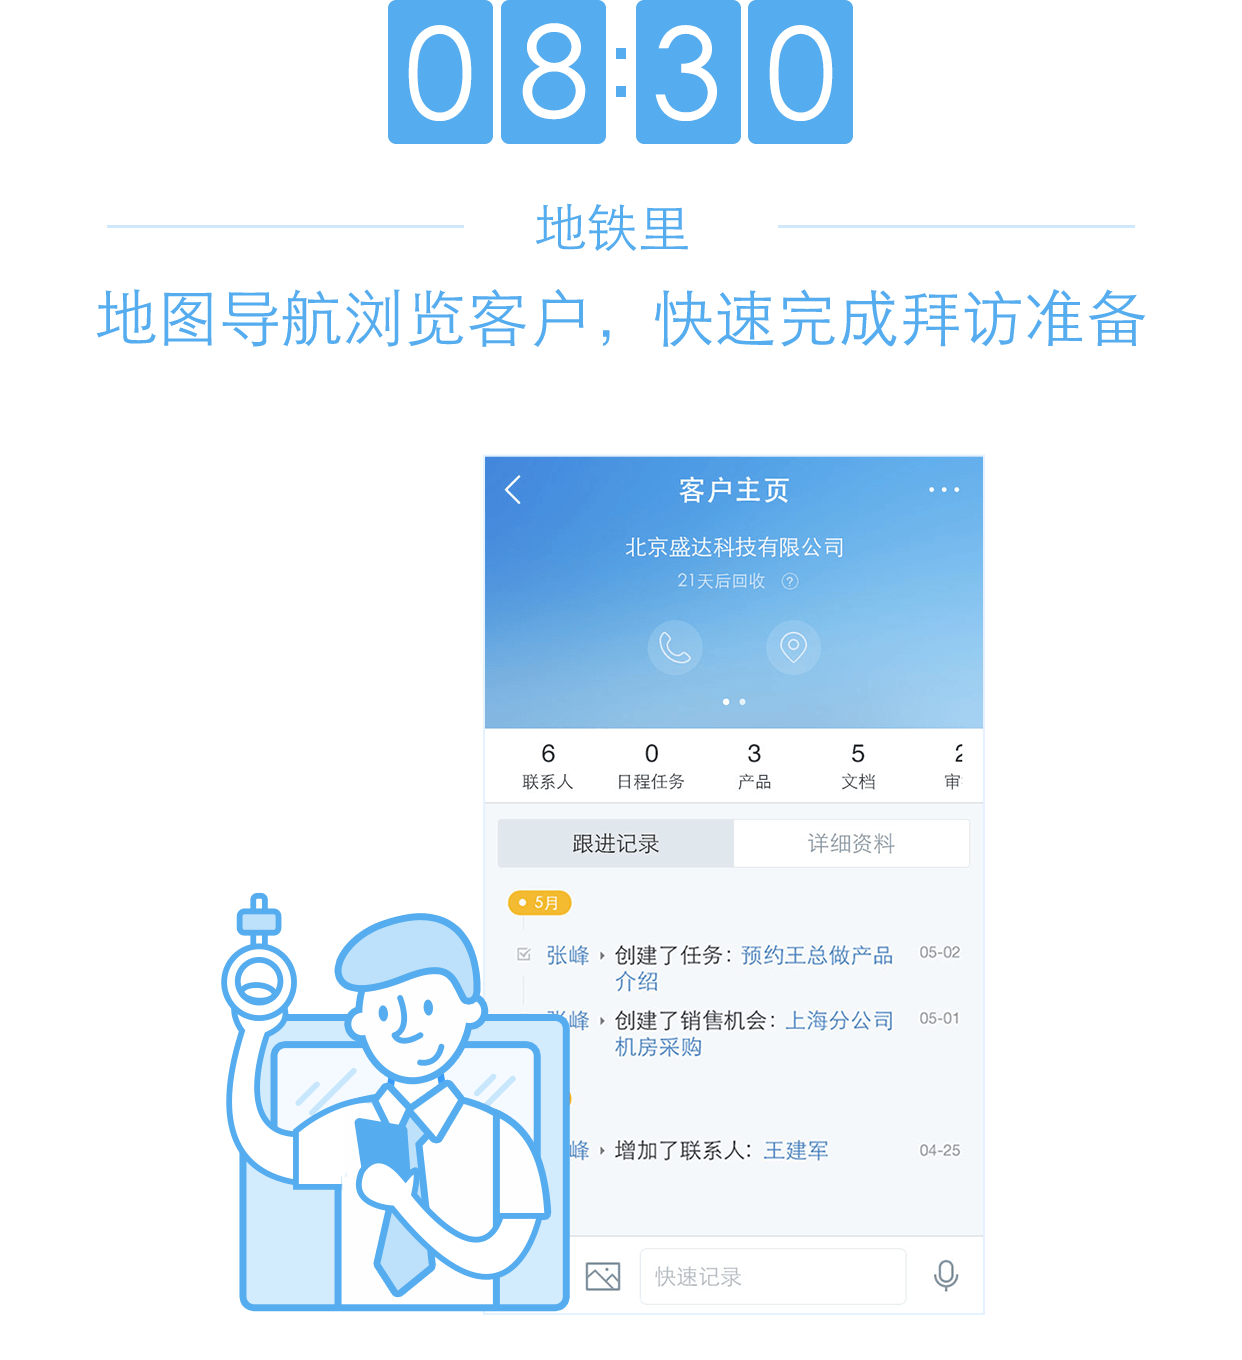 08:30
地铁里
地图导航浏览客户，快速完成拜访准备
客户主页
北京盛达科技有限公司
21天后回收 ?
6 0 3 5 2
联系人 日程任务 产品 文档 审
跟进记录 详细资料
5月
张峰 创建了任务：预约王总做产品 05-02
介绍
峰 创建了销售机会：上海分公司 05-01
机房采购
峰 增加了联系人：王建军 04-25
快速记录